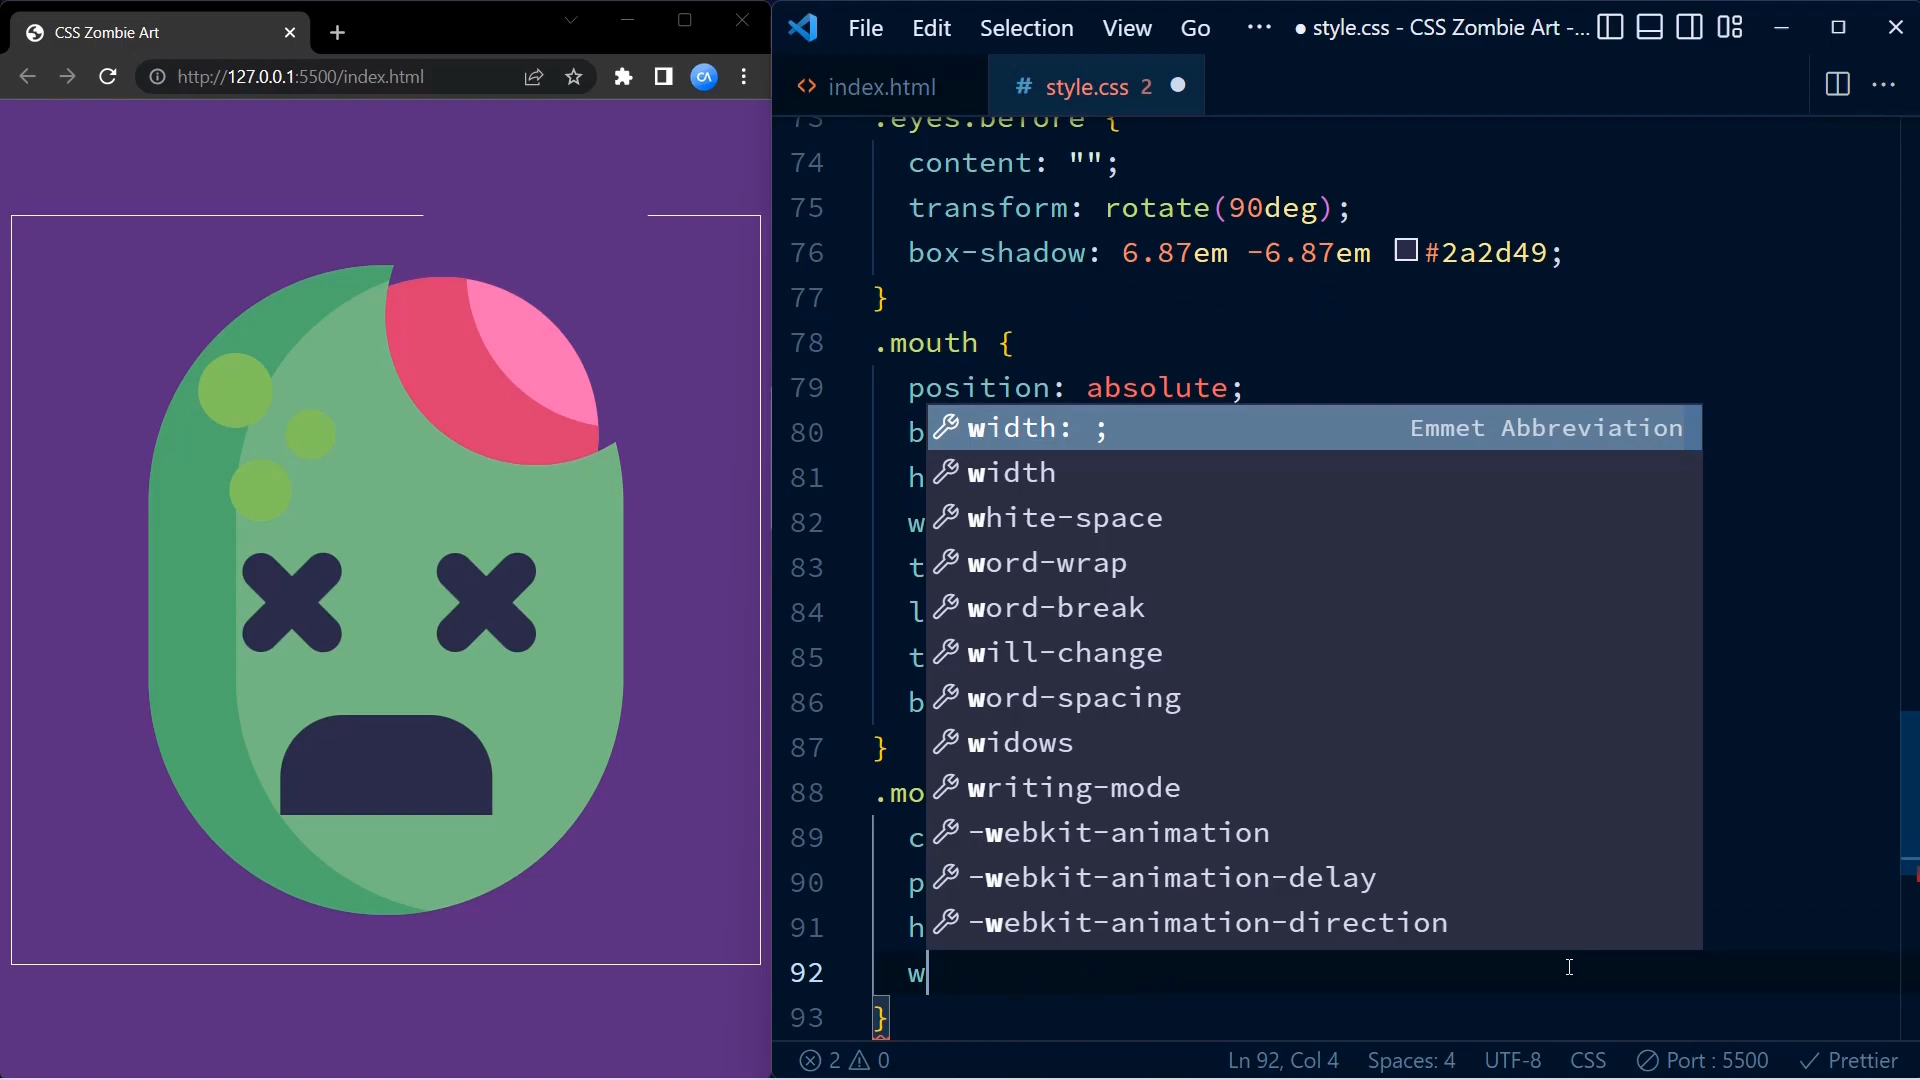 CSS Zombie Art
http://127.0.0.1:5500/index.html
CA
File Edit Selection View Go ··· ● style.css - CSS Zombie Art -...
<> index.html
# style.css 2 ●
73 .eyes:before {
74 content: "";
75 transform: rotate(90deg);
76 box-shadow: 6.87em -6.87em #2a2d49;
77 }
78 .mouth {
79 position: absolute;
80 b
81 h
82 w
83 t
84 l
85 t
86 b
87 }
88 .mo
89 c
90 p
91 h
92 w
93 }
width: ; Emmet Abbreviation
width
white-space
word-wrap
word-break
will-change
word-spacing
widows
writing-mode
-webkit-animation
-webkit-animation-delay
-webkit-animation-direction
2 0 Ln 92, Col 4 Spaces: 4 UTF-8 CSS Port : 5500 Prettier